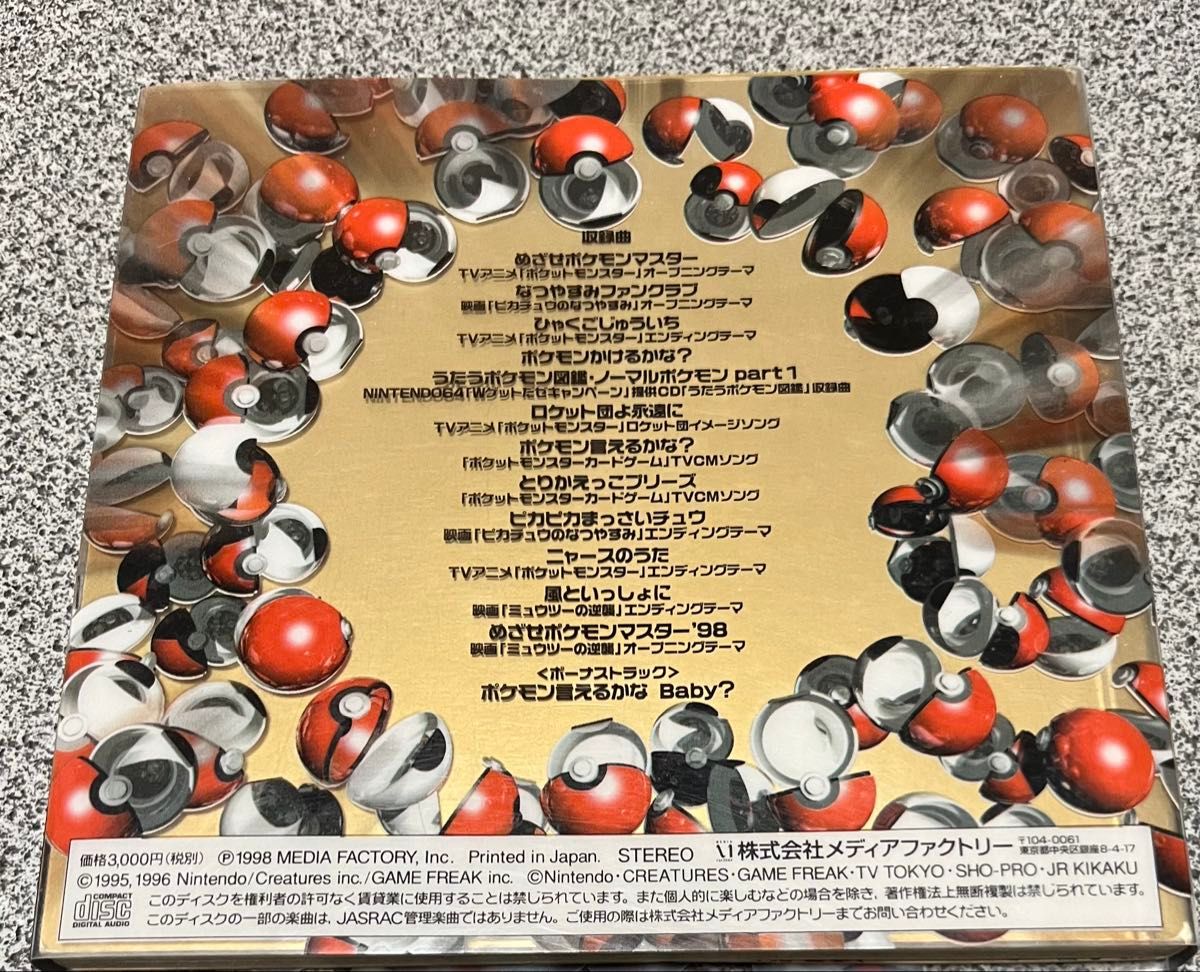 収録曲
めざせポケモンマスター
TVアニメ「ポケットモンスター」オープニングテーマ
なつやすみファンクラブ
映画「ピカチュウのなつやすみ」オープニングテーマ
ひゃくごじゅういち
TVアニメ「ポケットモンスター」エンディングテーマ
ポケモンかけるかな?
うたうポケモン図鑑・ノーマルポケモン part 1
NINTENDO64「Wゲットだぜキャンペーン」提供CD「うたうポケモン図鑑」収録曲
ロケット団よ永遠に
TVアニメ「ポケットモンスター」ロケット団イメージソング
ポケモン言えるかな?
「ポケットモンスターカードゲーム」TVCMソング
とりかえっこプリーズ
「ポケットモンスターカードゲーム」TVCMソング
ピカピカまっさいチュウ
映画「ピカチュウのなつやすみ」エンディングテーマ
ニャースのうた
TVアニメ「ポケットモンスター」エンディングテーマ
風といっしょに
映画「ミュウツーの逆襲」エンディングテーマ
めざせポケモンマスター'98
映画「ミュウツーの逆襲」オープニングテーマ
<ボーナストラック>
ポケモン言えるかな Baby?
価格3,000円(税別) Ⓟ1998 MEDIA FACTORY, Inc. Printed in Japan. STEREO 株式会社メディアファクトリー 〒104-0061 東京都中央区銀座8-4-17
©1995, 1996 Nintendo/Creatures inc./GAME FREAK inc. ©Nintendo・CREATURES・GAME FREAK・TV TOKYO・SHO-PRO・JR KIKAKU
COMPACT disc DIGITAL AUDIO
このディスクを権利者の許可なく賃貸業に使用することは禁じられています。また個人的に楽しむなどの場合を除き、著作権法上無断複製は禁じられています。
このディスクの一部の楽曲は、JASRAC管理楽曲ではありません。ご使用の際は株式会社メディアファクトリーまでお問い合わせください。